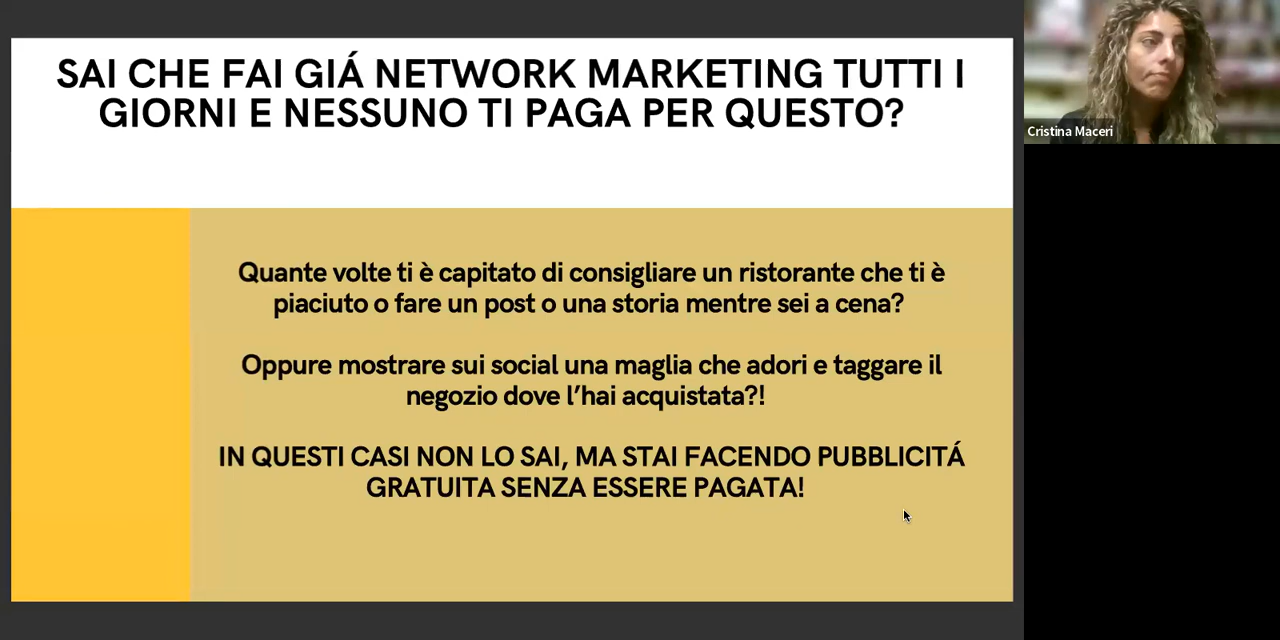 SAI CHE FAI GIÁ NETWORK MARKETING TUTTI I
GIORNI E NESSUNO TI PAGA PER QUESTO?
Quante volte ti è capitato di consigliare un ristorante che ti è
piaciuto o fare un post o una storia mentre sei a cena?
Oppure mostrare sui social una maglia che adori e taggare il
negozio dove l’hai acquistata?!
IN QUESTI CASI NON LO SAI, MA STAI FACENDO PUBBLICITÁ
GRATUITA SENZA ESSERE PAGATA!
Cristina Maceri